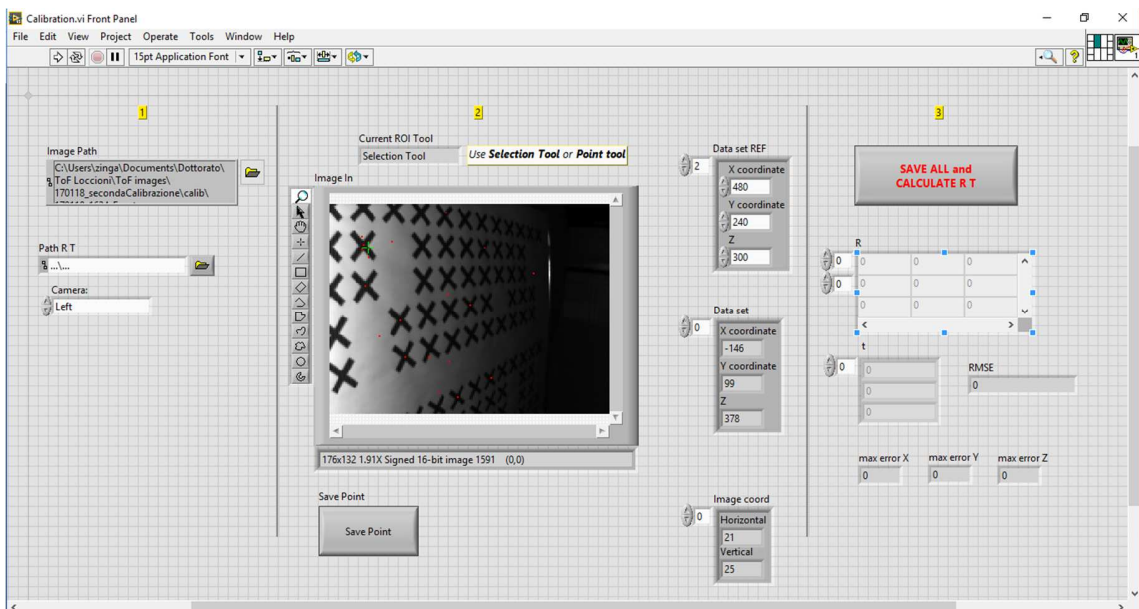 Calibration.vi Front Panel
File Edit View Project Operate Tools Window Help
15pt Application Font
1
2
3
Image Path
C:\Users\zinga\Documents\Dottorato\
ToF Loccioni\ToF images\
170118_secondaCalibrazione\calib\
Path R T
..\...
Camera:
Left
Current ROI Tool
Selection Tool
Use Selection Tool or Point tool
Image In
176x132 1.91X Signed 16-bit image 1591 (0,0)
Save Point
Save Point
Data set REF
2
X coordinate
480
Y coordinate
240
Z
300
Data set
0
X coordinate
-146
Y coordinate
99
Z
378
Image coord
0
Horizontal
21
Vertical
25
SAVE ALL and
CALCULATE R T
R
0
0
0 0 0
0 0 0
0 0 0
t
0
0
0
0
RMSE
0
max error X max error Y max error Z
0 0 0